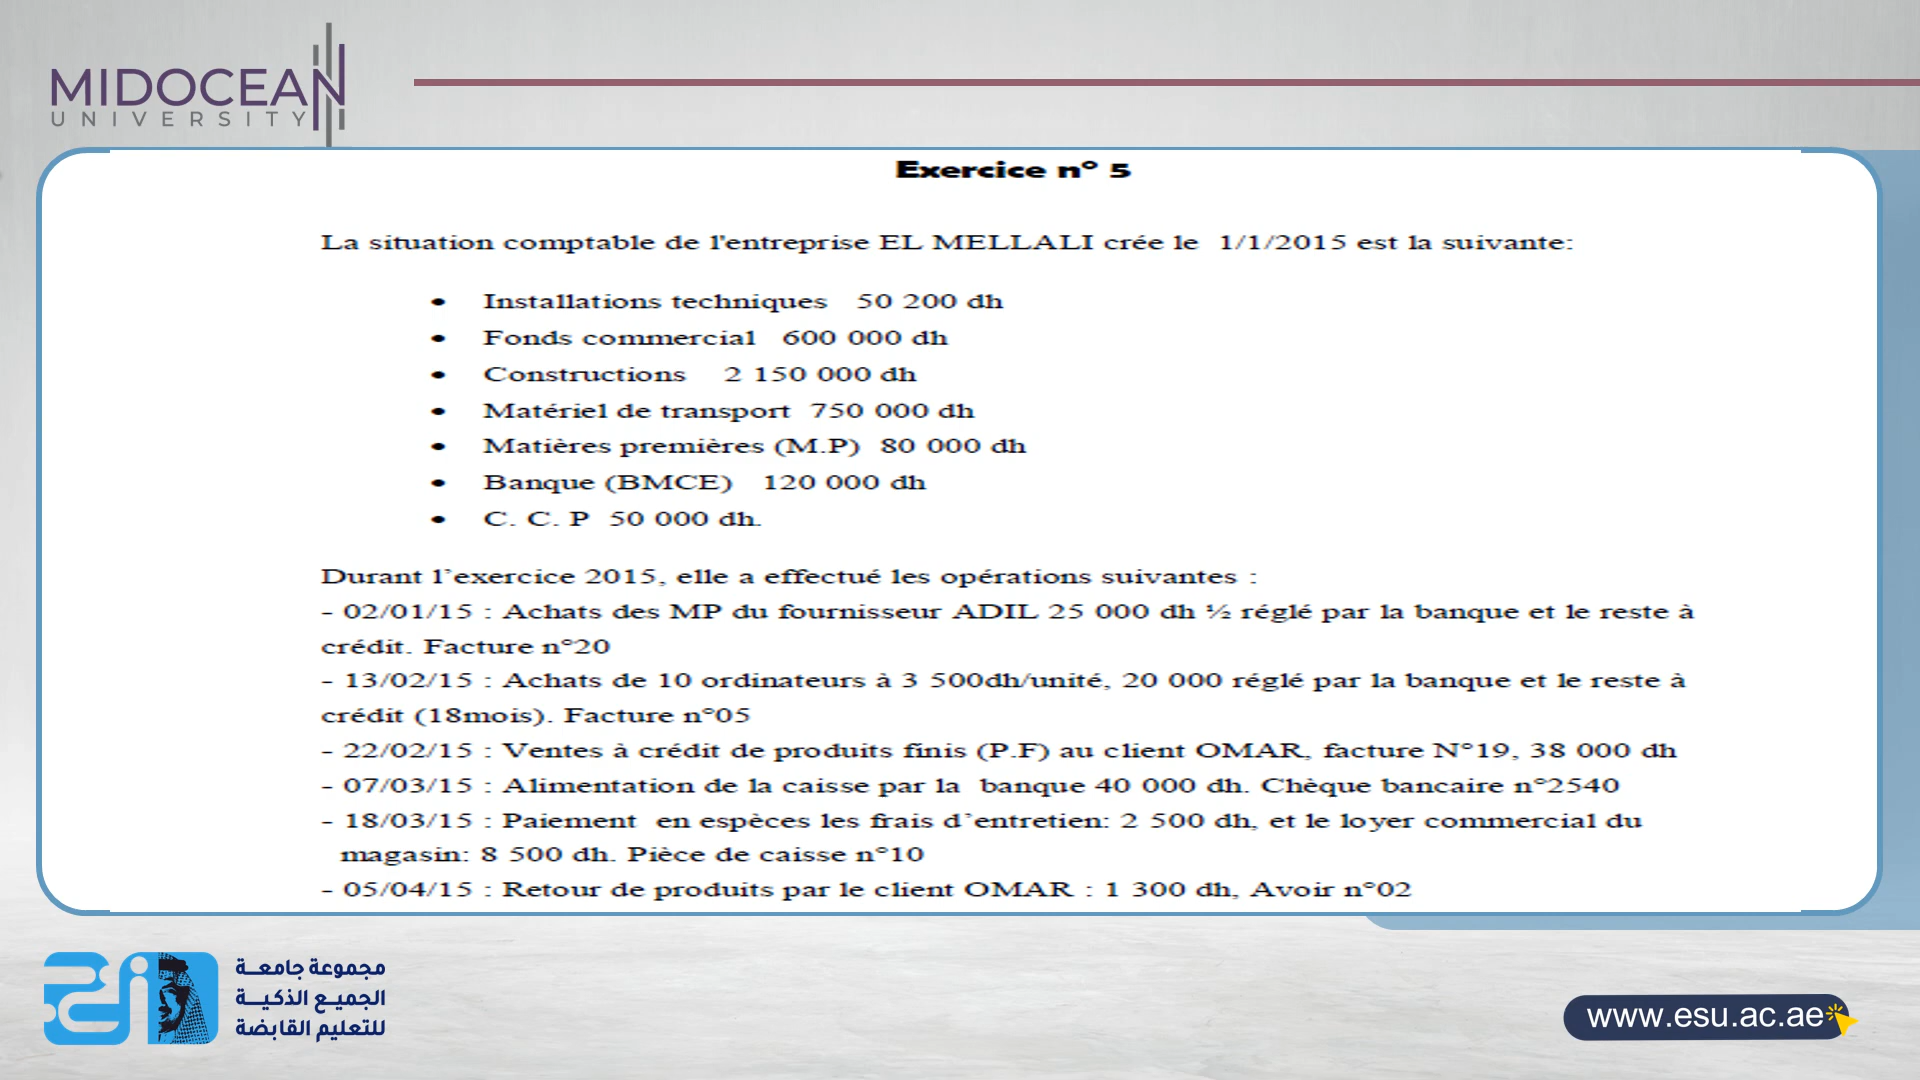 MIDOCEAN
UNIVERSITY
Exercice n° 5
La situation comptable de l'entreprise EL MELLALI crée le 1/1/2015 est la suivante:
• Installations techniques 50 200 dh
• Fonds commercial 600 000 dh
• Constructions 2 150 000 dh
• Matériel de transport 750 000 dh
• Matières premières (M.P) 80 000 dh
• Banque (BMCE) 120 000 dh
• C. C. P 50 000 dh.
Durant l’exercice 2015, elle a effectué les opérations suivantes :
- 02/01/15 : Achats des MP du fournisseur ADIL 25 000 dh ½ réglé par la banque et le reste à
crédit. Facture n°20
- 13/02/15 : Achats de 10 ordinateurs à 3 500dh/unité, 20 000 réglé par la banque et le reste à
crédit (18mois). Facture n°05
- 22/02/15 : Ventes à crédit de produits finis (P.F) au client OMAR, facture N°19, 38 000 dh
- 07/03/15 : Alimentation de la caisse par la banque 40 000 dh. Chèque bancaire n°2540
- 18/03/15 : Paiement en espèces les frais d’entretien: 2 500 dh, et le loyer commercial du
magasin: 8 500 dh. Pièce de caisse n°10
- 05/04/15 : Retour de produits par le client OMAR : 1 300 dh, Avoir n°02
مجموعة جامعـــة
الجميـع الذكيـــة
للتعليم القابضة
www.esu.ac.ae